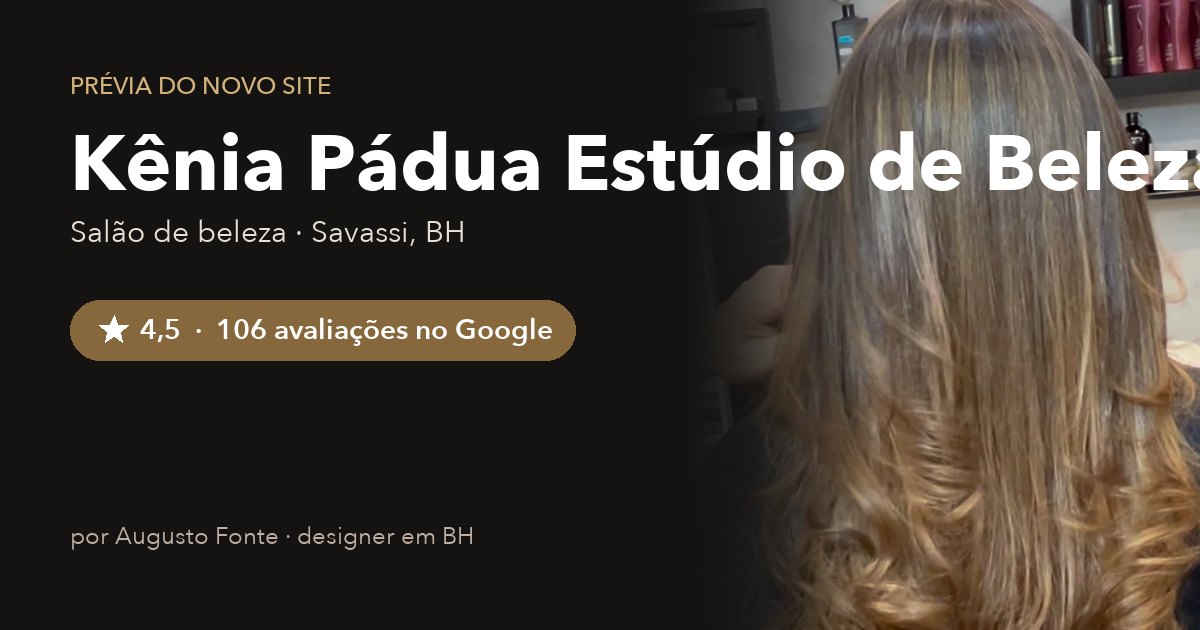 PRÉVIA DO NOVO SITE
Kênia Pádua Estúdio de Belez
Salão de beleza · Savassi, BH
★ 4,5 · 106 avaliações no Google
por Augusto Fonte · designer em BH